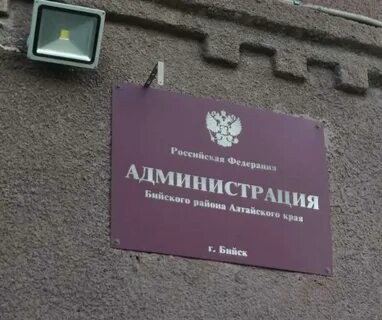 Российская Федерация
АДМИНИСТРАЦИЯ
Бийского района Алтайского края
г. Бийск